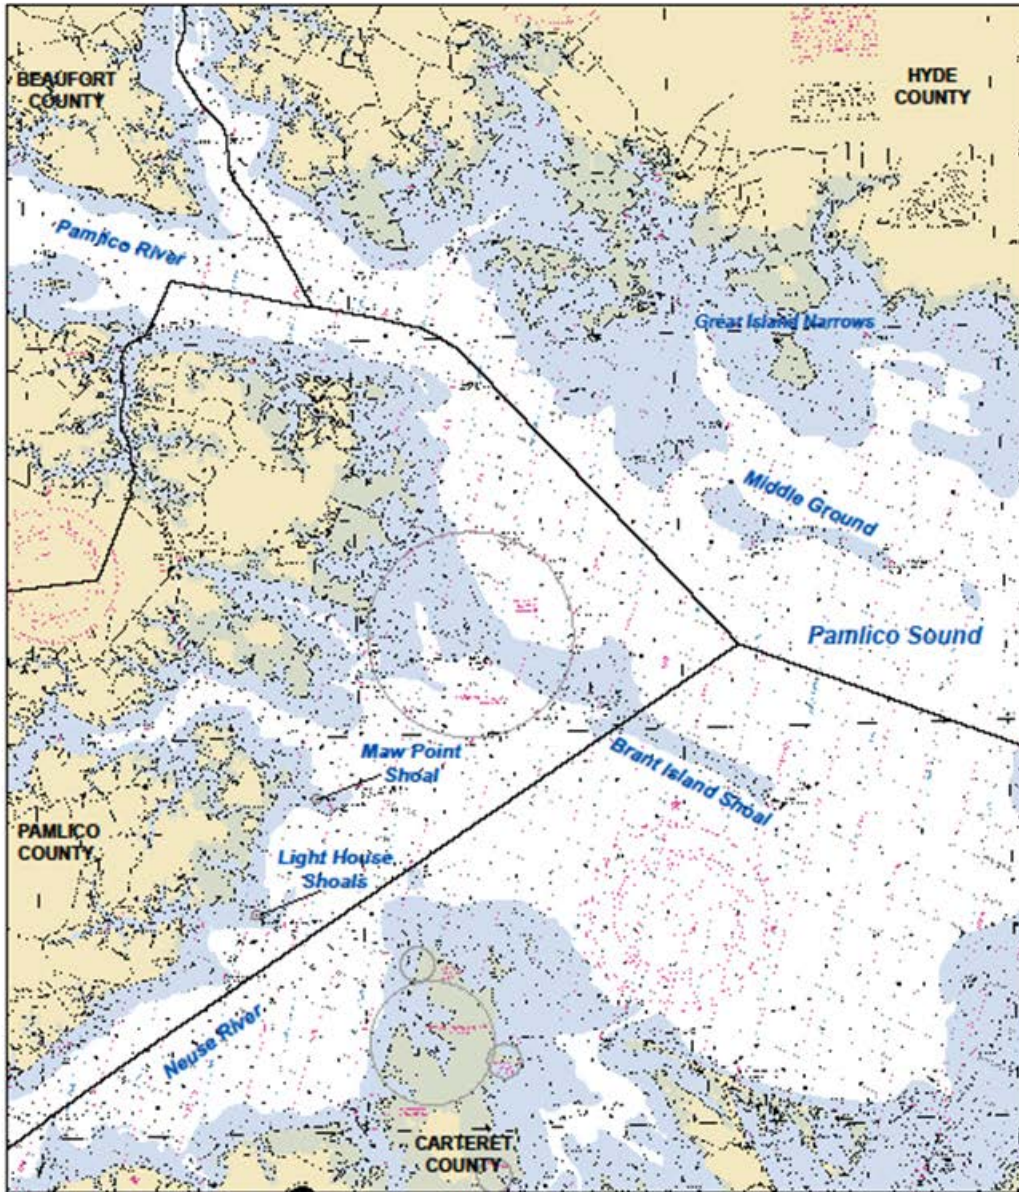 BEAUFORT
COUNTY
HYDE
COUNTY
Pamlico River
Great Island Narrows
Middle Ground
Pamlico Sound
Maw Point
Shoal
Brant Island Shoal
PAMLICO
COUNTY
Light House
Shoals
Neuse River
CARTERET
COUNTY